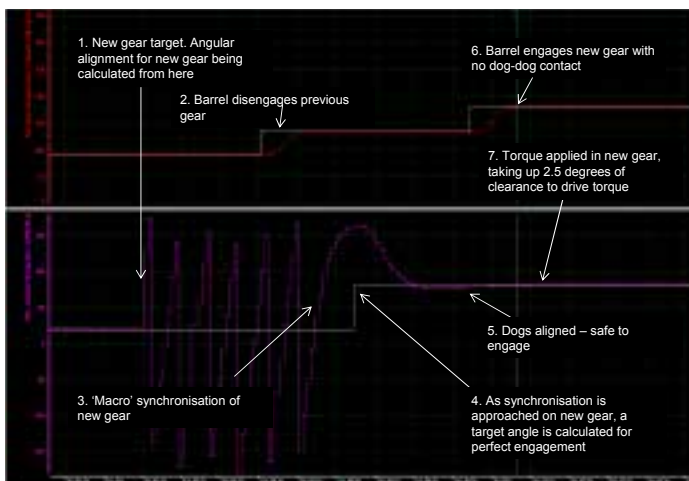 1. New gear target. Angular
alignment for new gear being
calculated from here
2. Barrel disengages previous
gear
6. Barrel engages new gear with
no dog-dog contact
7. Torque applied in new gear,
taking up 2.5 degrees of
clearance to drive torque
5. Dogs aligned – safe to
engage
3. ‘Macro’ synchronisation of
new gear
4. As synchronisation is
approached on new gear, a
target angle is calculated for
perfect engagement